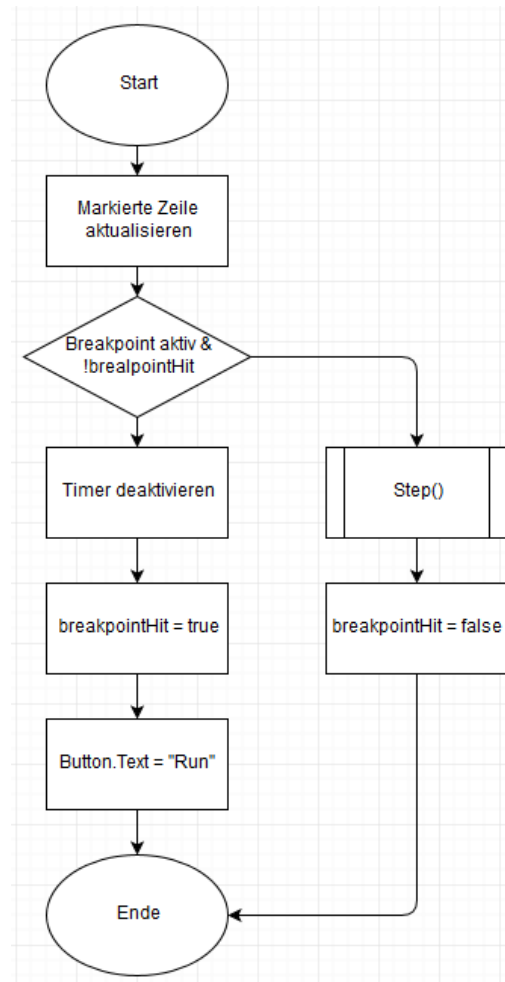 Start
Markierte Zeile
aktualisieren
Breakpoint aktiv &
!brealpointHit
Timer deaktivieren
Step()
breakpointHit = true
breakpointHit = false
Button.Text = "Run"
Ende